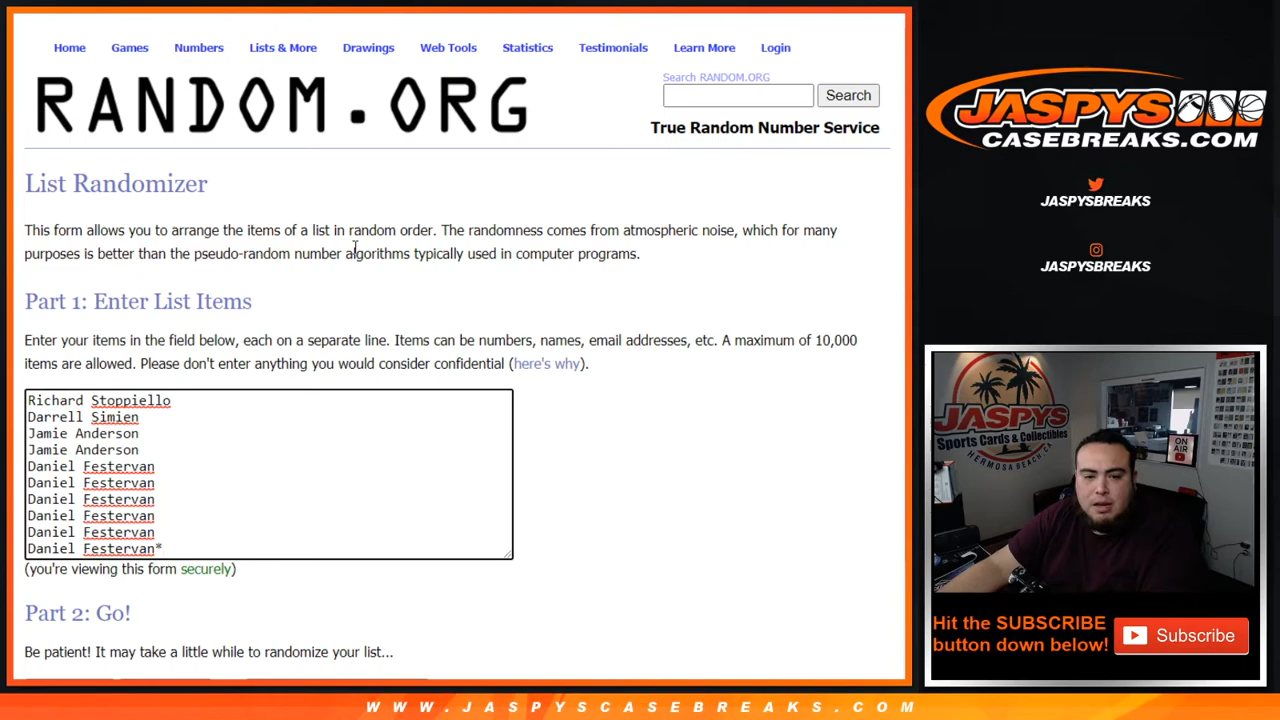 Home Games Numbers Lists & More Drawings Web Tools Statistics Testimonials Learn More Login
RANDOM.ORG
Search RANDOM.ORG
Search
True Random Number Service
List Randomizer
This form allows you to arrange the items of a list in random order. The randomness comes from atmospheric noise, which for many
purposes is better than the pseudo-random number algorithms typically used in computer programs.
Part 1: Enter List Items
Enter your items in the field below, each on a separate line. Items can be numbers, names, email addresses, etc. A maximum of 10,000
items are allowed. Please don't enter anything you would consider confidential (here's why).
Richard Stoppiello
Darrell Simien
Jamie Anderson
Jamie Anderson
Daniel Festervan
Daniel Festervan
Daniel Festervan
Daniel Festervan
Daniel Festervan
Daniel Festervan*
(you're viewing this form securely)
Part 2: Go!
Be patient! It may take a little while to randomize your list...
JASPYS
CASEBREAKS.COM
JASPYSBREAKS
JASPYSBREAKS
JASPYS
Sports Cards & Collectibles
HERMOSA BEACH, CA
ON
AIR
Hit the SUBSCRIBE
button down below!
Subscribe
WWW.JASPYSCASEBREAKS.COM